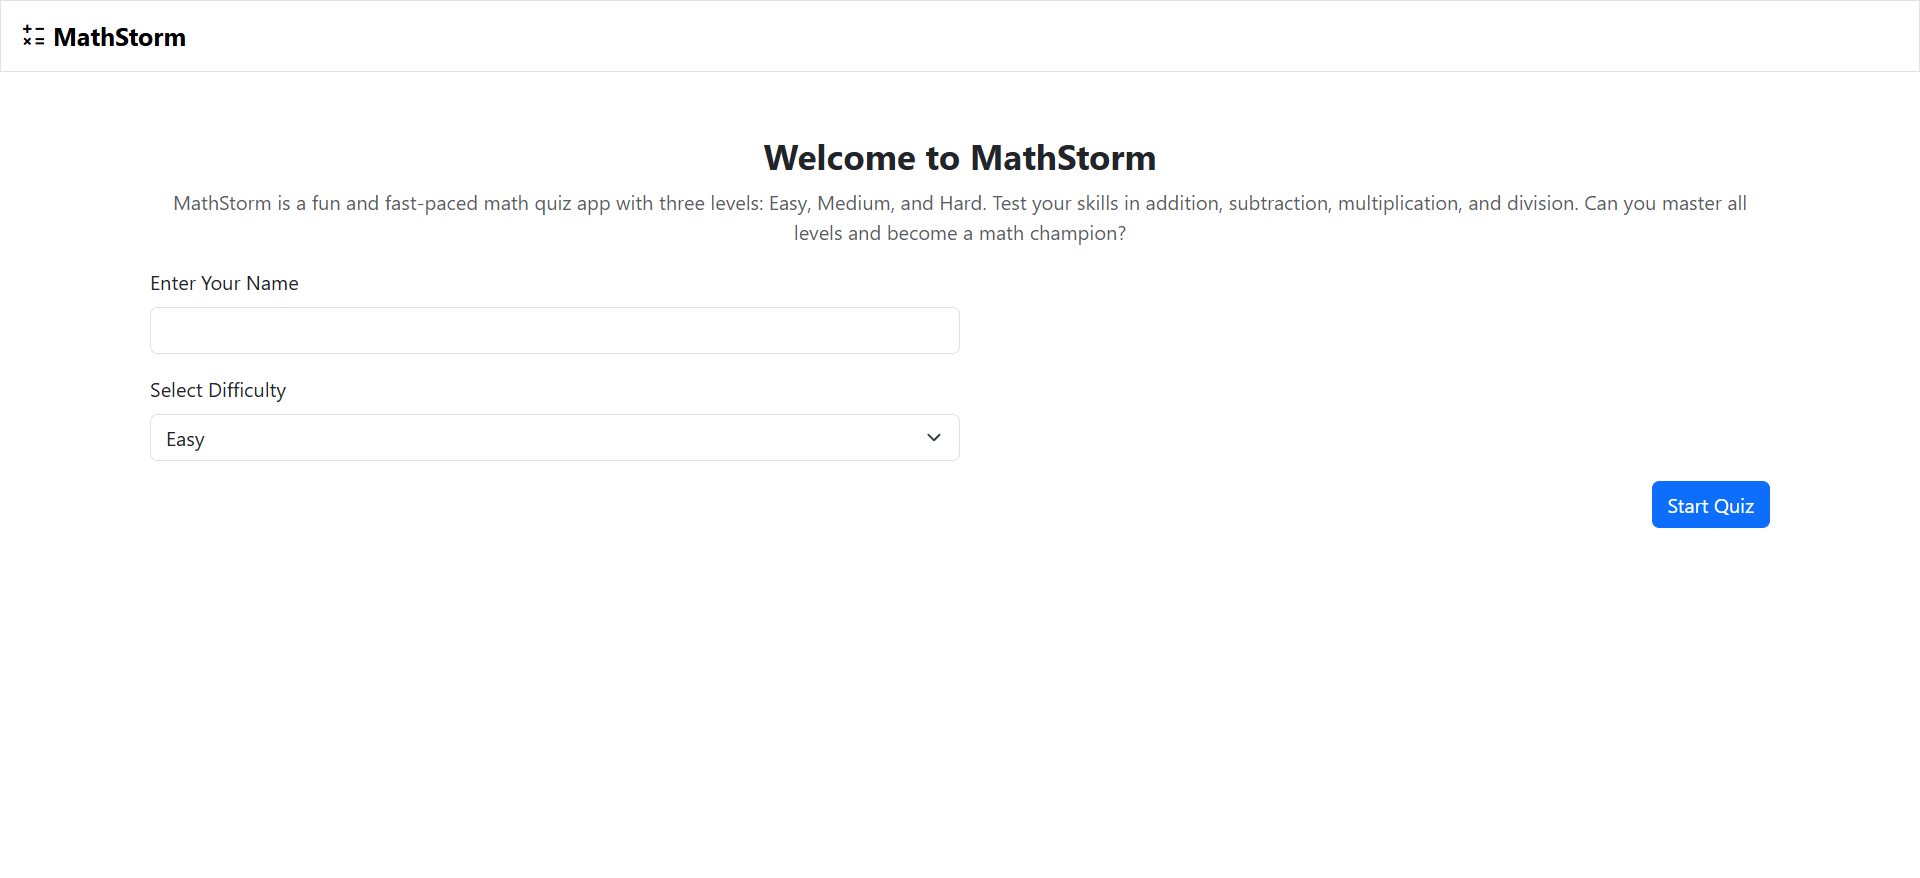 MathStorm
Welcome to MathStorm
MathStorm is a fun and fast-paced math quiz app with three levels: Easy, Medium, and Hard. Test your skills in addition, subtraction, multiplication, and division. Can you master all
levels and become a math champion?
Enter Your Name
Select Difficulty
Easy
Start Quiz